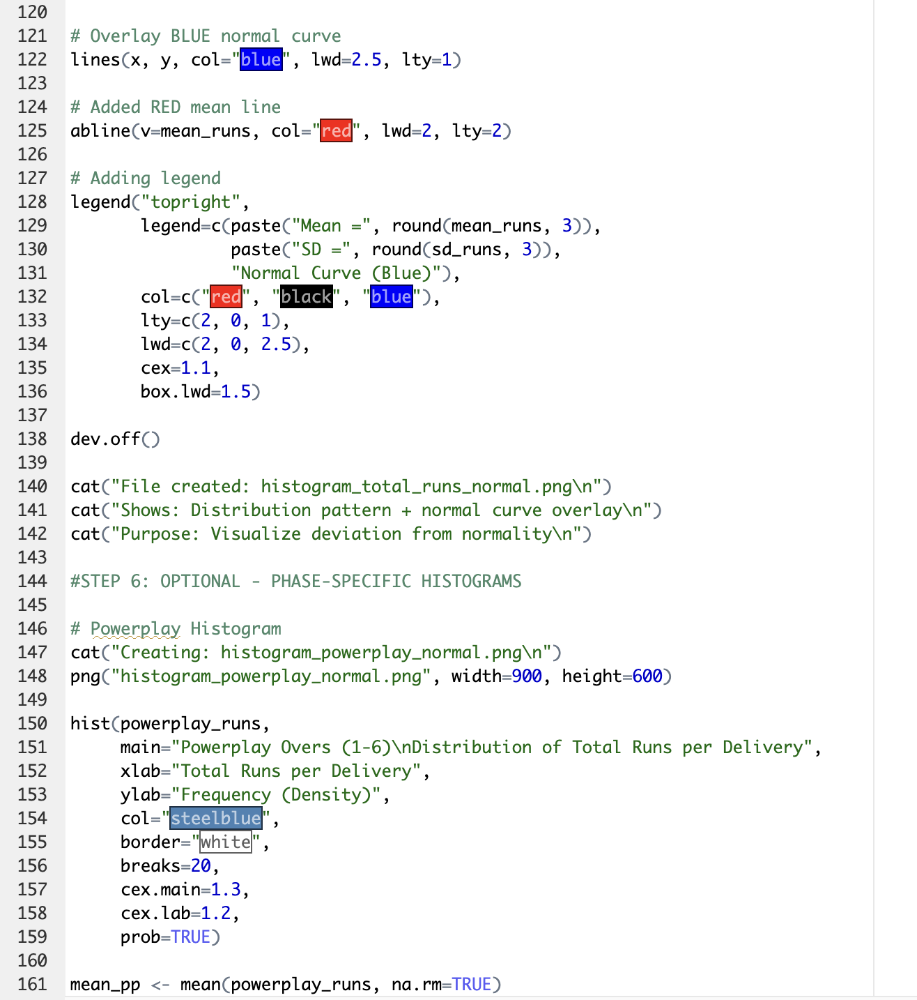 120
121 # Overlay BLUE normal curve
122 lines(x, y, col="blue", lwd=2.5, lty=1)
123
124 # Added RED mean line
125 abline(v=mean_runs, col="red", lwd=2, lty=2)
126
127 # Adding legend
128 legend("topright",
129        legend=c(paste("Mean =", round(mean_runs, 3)),
130                 paste("SD =", round(sd_runs, 3)),
131                 "Normal Curve (Blue)"),
132        col=c("red", "black", "blue"),
133        lty=c(2, 0, 1),
134        lwd=c(2, 0, 2.5),
135        cex=1.1,
136        box.lwd=1.5)
137
138 dev.off()
139
140 cat("File created: histogram_total_runs_normal.png\n")
141 cat("Shows: Distribution pattern + normal curve overlay\n")
142 cat("Purpose: Visualize deviation from normality\n")
143
144 #STEP 6: OPTIONAL - PHASE-SPECIFIC HISTOGRAMS
145
146 # Powerplay Histogram
147 cat("Creating: histogram_powerplay_normal.png\n")
148 png("histogram_powerplay_normal.png", width=900, height=600)
149
150 hist(powerplay_runs,
151      main="Powerplay Overs (1-6)\nDistribution of Total Runs per Delivery",
152      xlab="Total Runs per Delivery",
153      ylab="Frequency (Density)",
154      col="steelblue",
155      border="white",
156      breaks=20,
157      cex.main=1.3,
158      cex.lab=1.2,
159      prob=TRUE)
160
161 mean_pp <- mean(powerplay_runs, na.rm=TRUE)